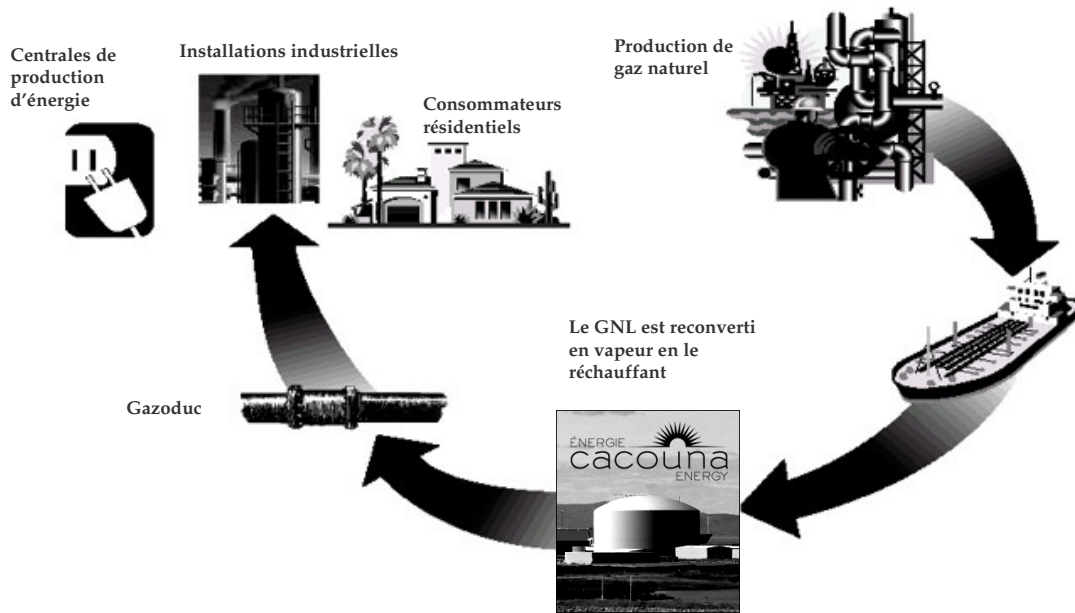 Centrales de
production
d'énergie
Installations industrielles
Consommateurs
résidentiels
Production de
gaz naturel
Le GNL est reconverti
en vapeur en le
réchauffant
Gazoduc
ÉNERGIE
cacouna
ENERGY